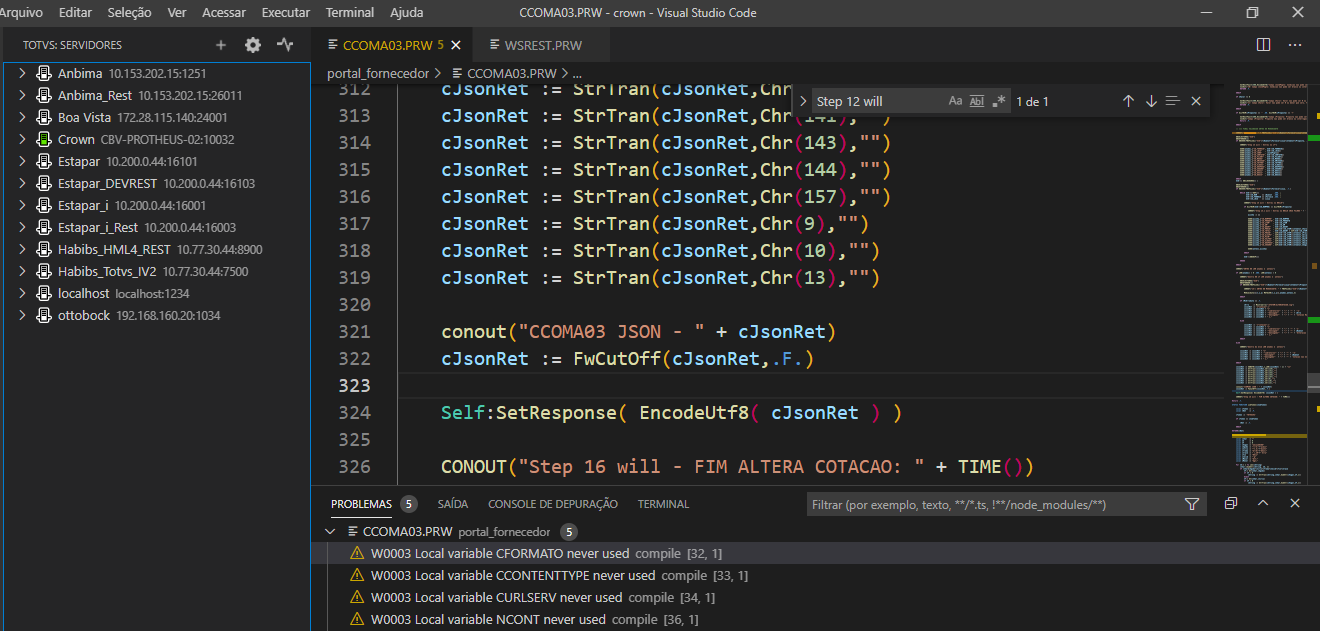 Arquivo Editar Seleção Ver Acessar Executar Terminal Ajuda CCOMA03.PRW - crown - Visual Studio Code
TOTVS: SERVIDORES
Anbima 10.153.202.15:1251
Anbima_Rest 10.153.202.15:26011
Boa Vista 172.28.115.140:24001
Crown CBV-PROTHEUS-02:10032
Estapar 10.200.0.44:16101
Estapar_DEVREST 10.200.0.44:16103
Estapar_i 10.200.0.44:16001
Estapar_i_Rest 10.200.0.44:16003
Habibs_HML4_REST 10.77.30.44:8900
Habibs_Totvs_IV2 10.77.30.44:7500
localhost localhost:1234
ottobock 192.168.160.20:1034
CCOMA03.PRW 5 WSREST.PRW
portal_fornecedor > CCOMA03.PRW > ...
Step 12 will Aa Abl .* 1 de 1
312 cJsonRet := StrTran(cJsonRet,Chr
313 cJsonRet := StrTran(cJsonRet,Chr(141),"")
314 cJsonRet := StrTran(cJsonRet,Chr(143),"")
315 cJsonRet := StrTran(cJsonRet,Chr(144),"")
316 cJsonRet := StrTran(cJsonRet,Chr(157),"")
317 cJsonRet := StrTran(cJsonRet,Chr(9),"")
318 cJsonRet := StrTran(cJsonRet,Chr(10),"")
319 cJsonRet := StrTran(cJsonRet,Chr(13),"")
320
321 conout("CCOMA03 JSON - " + cJsonRet)
322 cJsonRet := FwCutOff(cJsonRet,.F.)
323
324 Self:SetResponse( EncodeUtf8( cJsonRet ) )
325
326 CONOUT("Step 16 will - FIM ALTERA COTACAO: " + TIME())
PROBLEMAS 5 SAÍDA CONSOLE DE DEPURAÇÃO TERMINAL Filtrar (por exemplo, texto, **/*.ts, !**/node_modules/**)
CCOMA03.PRW portal_fornecedor 5
W0003 Local variable CFORMATO never used compile [32, 1]
W0003 Local variable CCONTENTTYPE never used compile [33, 1]
W0003 Local variable CURLSERV never used compile [34, 1]
W0003 Local variable NCONT never used compile [36, 1]